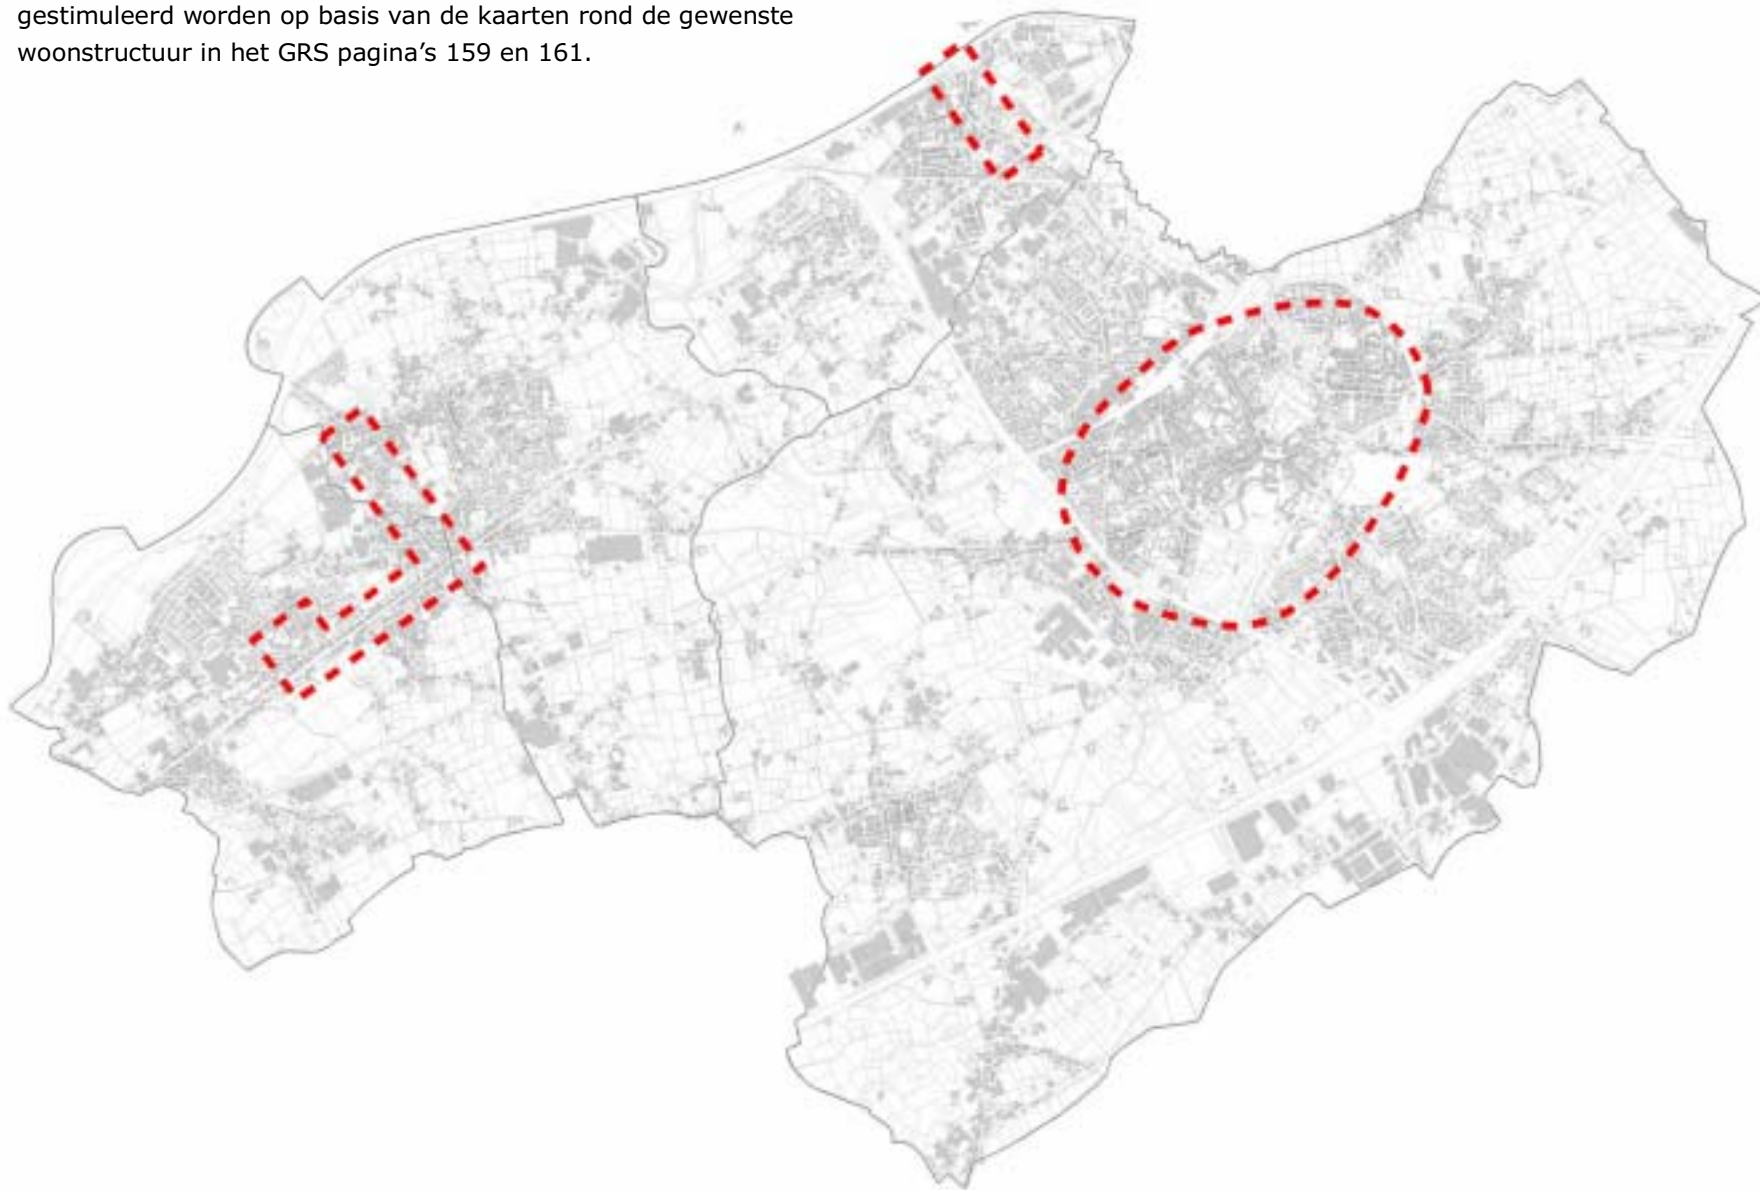 gestimuleerd worden op basis van de kaarten rond de gewenste
woonstructuur in het GRS pagina’s 159 en 161.